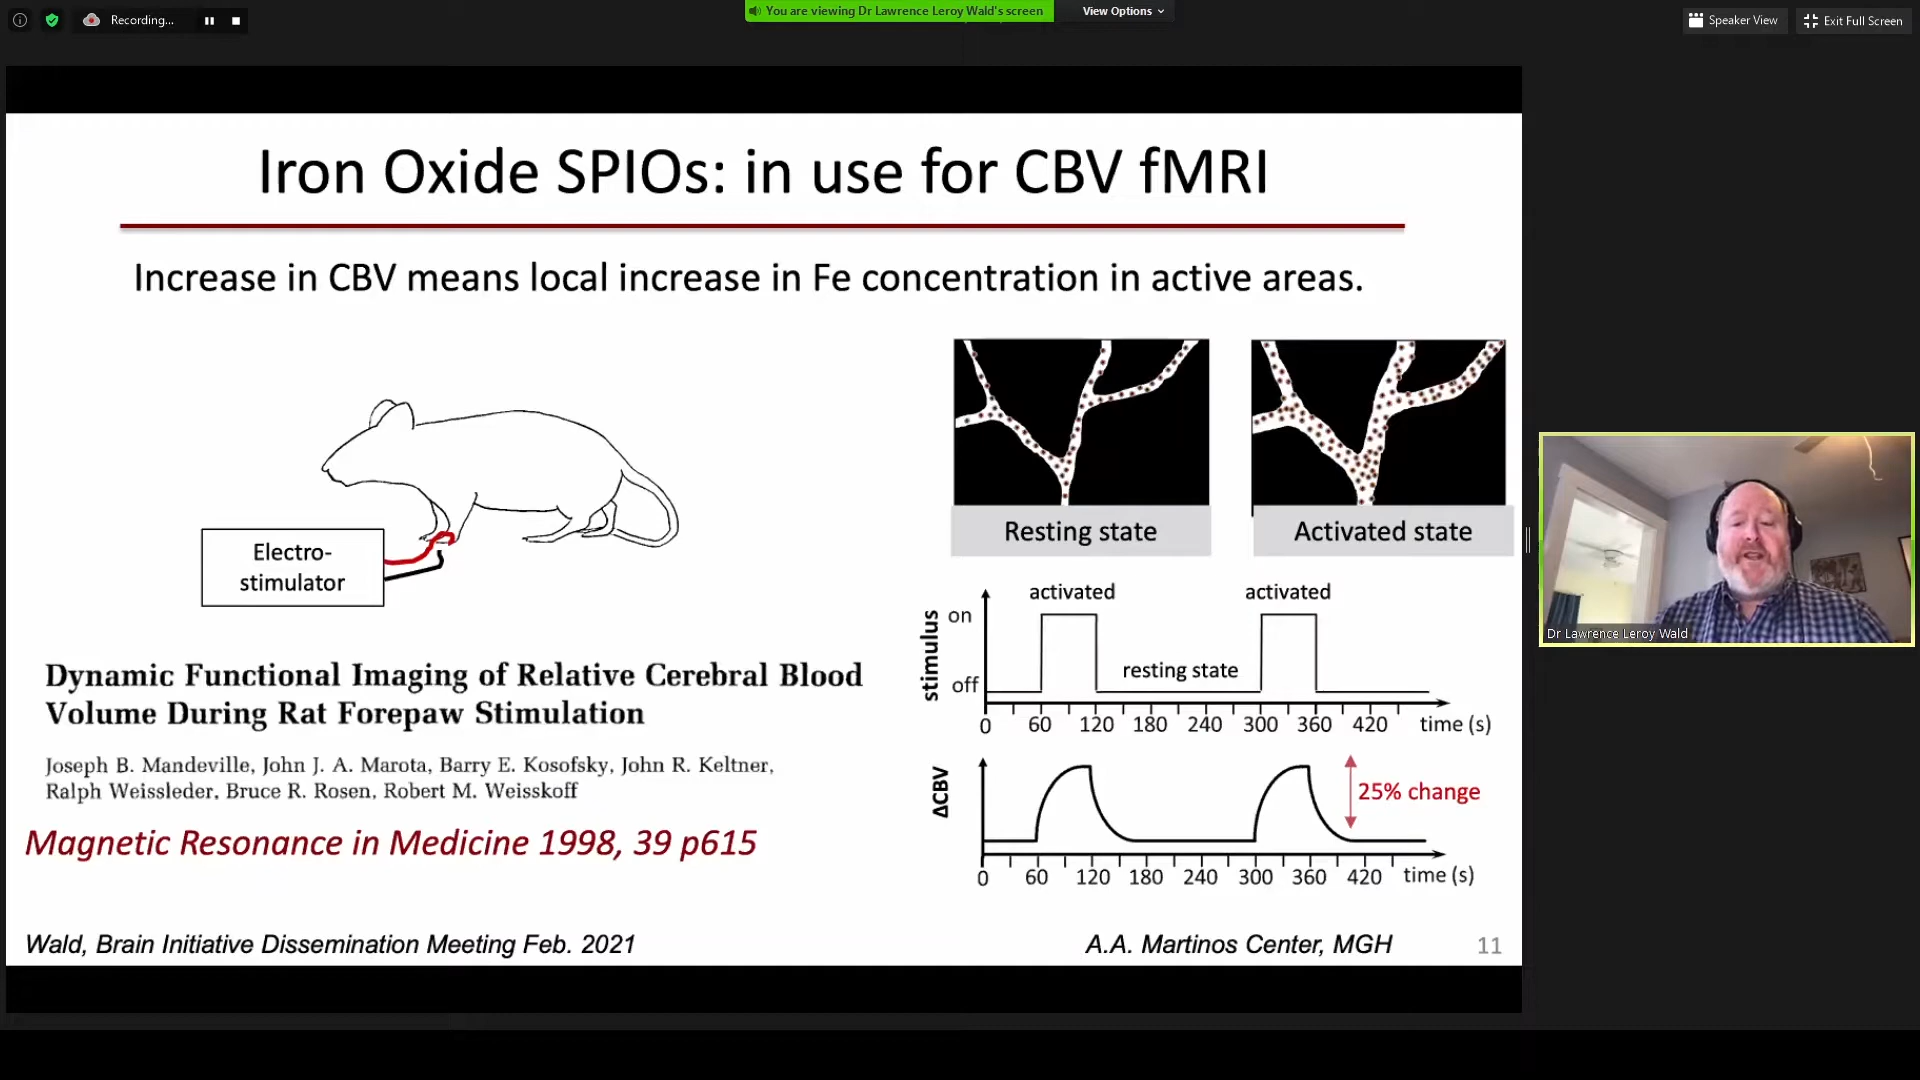 Recording...
You are viewing Dr Lawrence Leroy Wald's screen
View Options
Speaker View
Exit Full Screen
Iron Oxide SPIOs: in use for CBV fMRI
Increase in CBV means local increase in Fe concentration in active areas.
Electro-
stimulator
Resting state
Activated state
stimulus
on
off
activated
activated
resting state
0 60 120 180 240 300 360 420 time (s)
ΔCBV
25% change
0 60 120 180 240 300 360 420 time (s)
Dynamic Functional Imaging of Relative Cerebral Blood
Volume During Rat Forepaw Stimulation
Joseph B. Mandeville, John J. A. Marota, Barry E. Kosofsky, John R. Keltner,
Ralph Weissleder, Bruce R. Rosen, Robert M. Weisskoff
Magnetic Resonance in Medicine 1998, 39 p615
Wald, Brain Initiative Dissemination Meeting Feb. 2021
A.A. Martinos Center, MGH
11
Dr Lawrence Leroy Wald